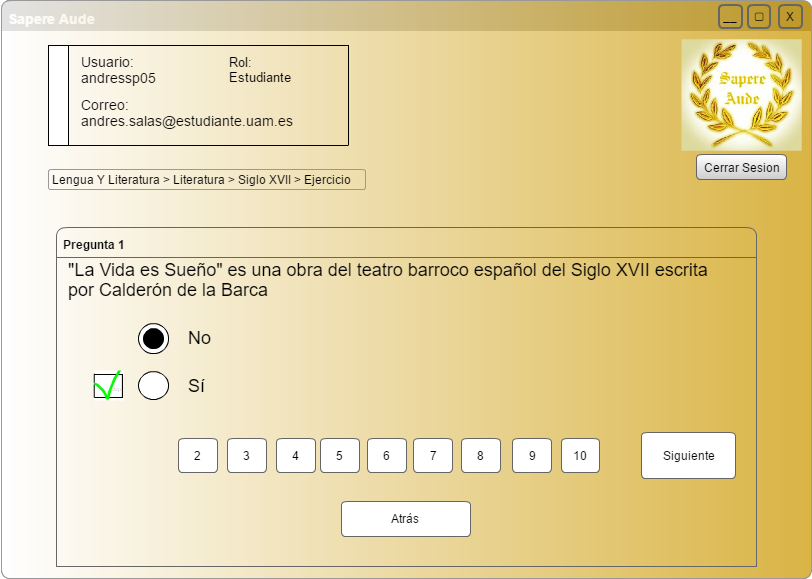 Sapere Aude
__ □ X
Usuario:
andressp05
Rol:
Estudiante
Correo:
andres.salas@estudiante.uam.es
Sapere
Aude
Cerrar Sesion
Lengua Y Literatura > Literatura > Siglo XVII > Ejercicio
Pregunta 1
"La Vida es Sueño" es una obra del teatro barroco español del Siglo XVII escrita
por Calderón de la Barca
No
Sí
2 3 4 5 6 7 8 9 10
Siguiente
Atrás